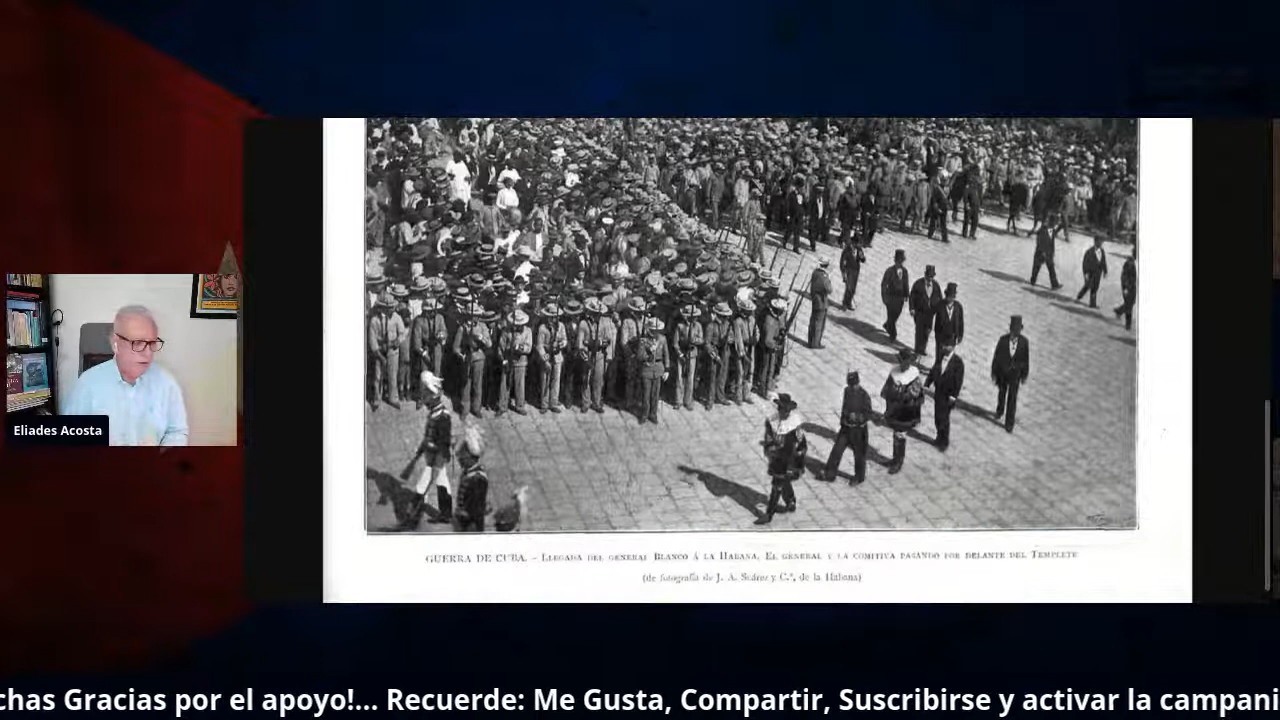 GUERRA DE CUBA. – LLEGADA DEL GENERAL BLANCO Á LA HABANA. EL GENERAL Y LA COMITIVA PASANDO POR DELANTE DEL TEMPLETE
(de fotografía de J. A. Suárez y C.ª, de la Habana)
Eliades Acosta
chas Gracias por el apoyo!... Recuerde: Me Gusta, Compartir, Suscribirse y activar la campani